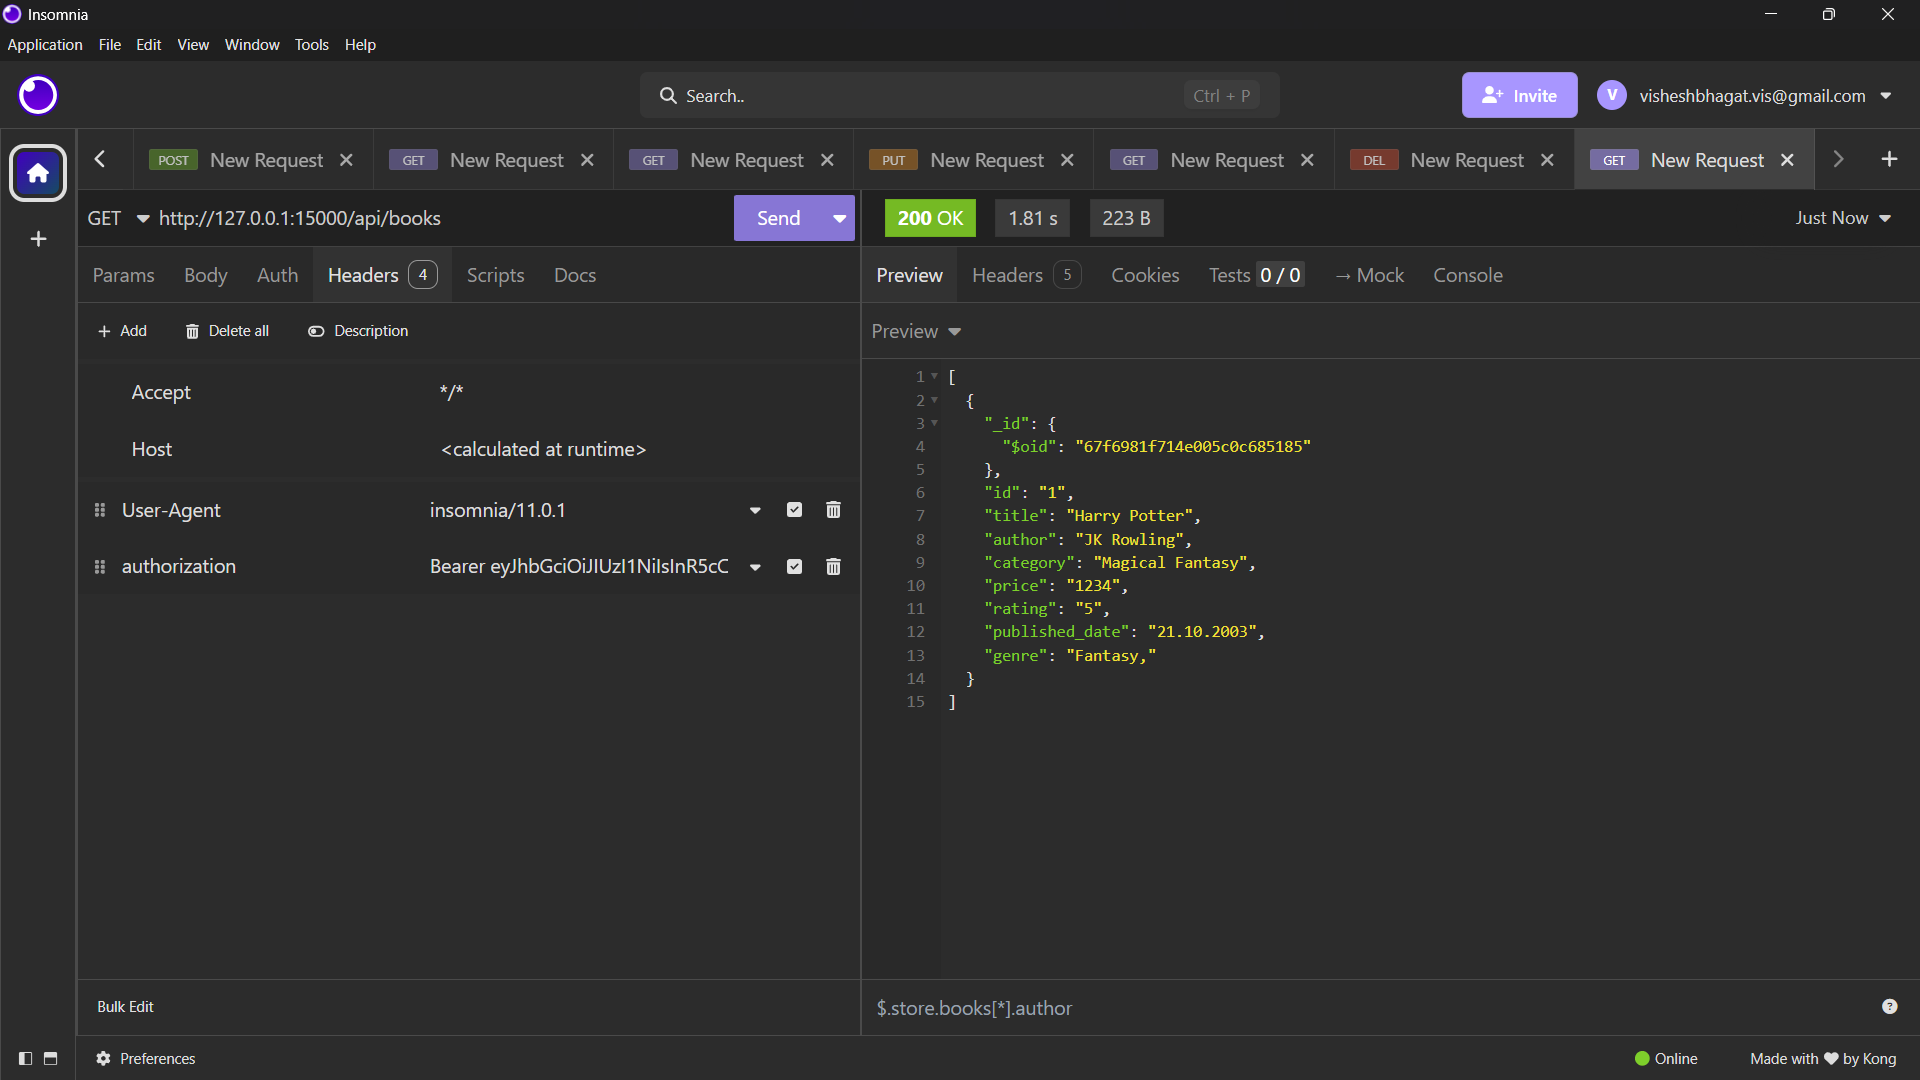 Insomnia
Application File Edit View Window Tools Help
Search.. Ctrl + P Invite V visheshbhagat.vis@gmail.com
POST New Request GET New Request GET New Request PUT New Request GET New Request DEL New Request GET New Request
GET http://127.0.0.1:15000/api/books Send 200 OK 1.81 s 223 B Just Now
Params Body Auth Headers 4 Scripts Docs Preview Headers 5 Cookies Tests 0 / 0 → Mock Console
Add Delete all Description Preview
Accept */*
Host <calculated at runtime>
User-Agent insomnia/11.0.1
authorization Bearer eyJhbGciOiJIUzI1NiIsInR5cC
1 [
2 {
3 "_id": {
4 "$oid": "67f6981f714e005c0c685185"
5 },
6 "id": "1",
7 "title": "Harry Potter",
8 "author": "JK Rowling",
9 "category": "Magical Fantasy",
10 "price": "1234",
11 "rating": "5",
12 "published_date": "21.10.2003",
13 "genre": "Fantasy,"
14 }
15 ]
Bulk Edit $.store.books[*].author ?
Preferences Online Made with ❤ by Kong